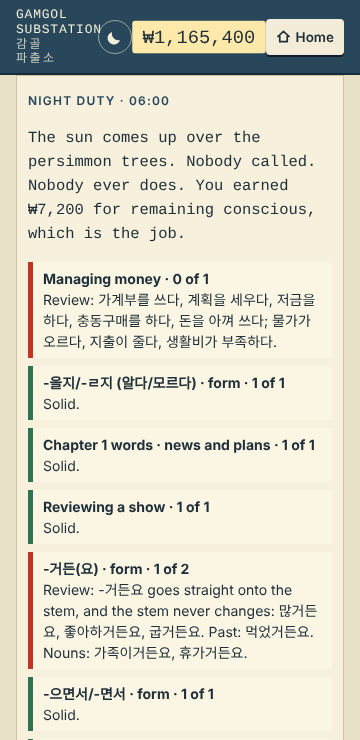 GAMGOL
SUBSTATION
감골
파출소
₩1,165,400
Home
NIGHT DUTY · 06:00
The sun comes up over the
persimmon trees. Nobody called.
Nobody ever does. You earned
₩7,200 for remaining conscious,
which is the job.
Managing money · 0 of 1
Review: 가계부를 쓰다, 계획을 세우다, 저금을
하다, 충동구매를 하다, 돈을 아껴 쓰다; 물가가
오르다, 지출이 줄다, 생활비가 부족하다.
-을지/-ㄹ지 (알다/모르다) · form · 1 of 1
Solid.
Chapter 1 words · news and plans · 1 of 1
Solid.
Reviewing a show · 1 of 1
Solid.
-거든(요) · form · 1 of 2
Review: -거든요 goes straight onto the
stem, and the stem never changes: 많거든
요, 좋아하거든요, 굽거든요. Past: 먹었거든요.
Nouns: 가족이거든요, 휴가거든요.
-으면서/-면서 · form · 1 of 1
Solid.